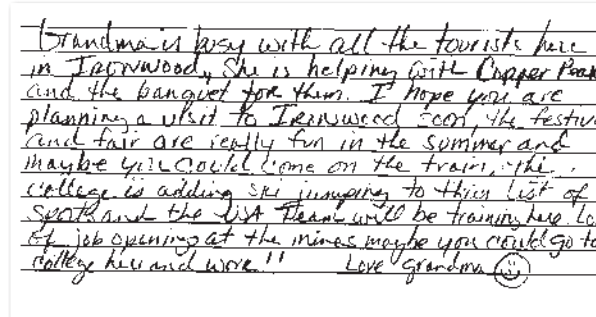 Grandma is busy with all the tourists here
in Ironwood, She is helping with Copper Peak
and the banquet for them. I hope you are
planning a visit to Ironwood soon, the festiv
and fair are really fun in the summer and
maybe you could come on the train, the
college is adding ski jumping to thier list of
sports and the USA Team will be training here. Lo
of job opening at the mines maybe you could go to
college here and work!!   Love grandma ☺